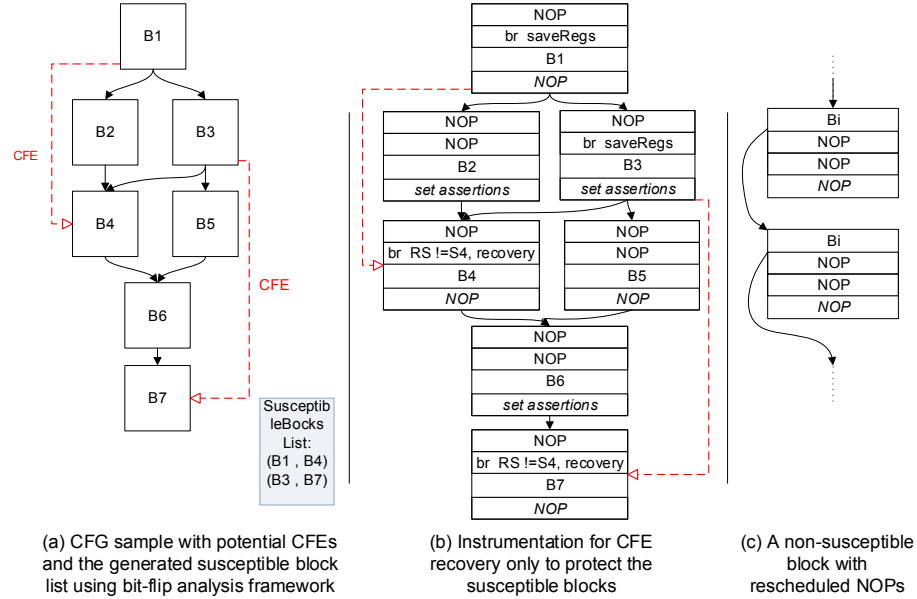 B1
B2
B3
CFE
B4
B5
CFE
B6
B7
Susceptib
leBocks
List:
(B1 , B4)
(B3 , B7)
(a) CFG sample with potential CFEs
and the generated susceptible block
list using bit-flip analysis framework
NOP
br saveRegs
B1
NOP
NOP
NOP
B2
set assertions
NOP
br saveRegs
B3
set assertions
NOP
br RS !=S4, recovery
B4
NOP
NOP
NOP
B5
NOP
NOP
NOP
B6
set assertions
NOP
br RS !=S4, recovery
B7
NOP
(b) Instrumentation for CFE
recovery only to protect the
susceptible blocks
Bi
NOP
NOP
NOP
Bi
NOP
NOP
NOP
(c) A non-susceptible
block with
rescheduled NOPs